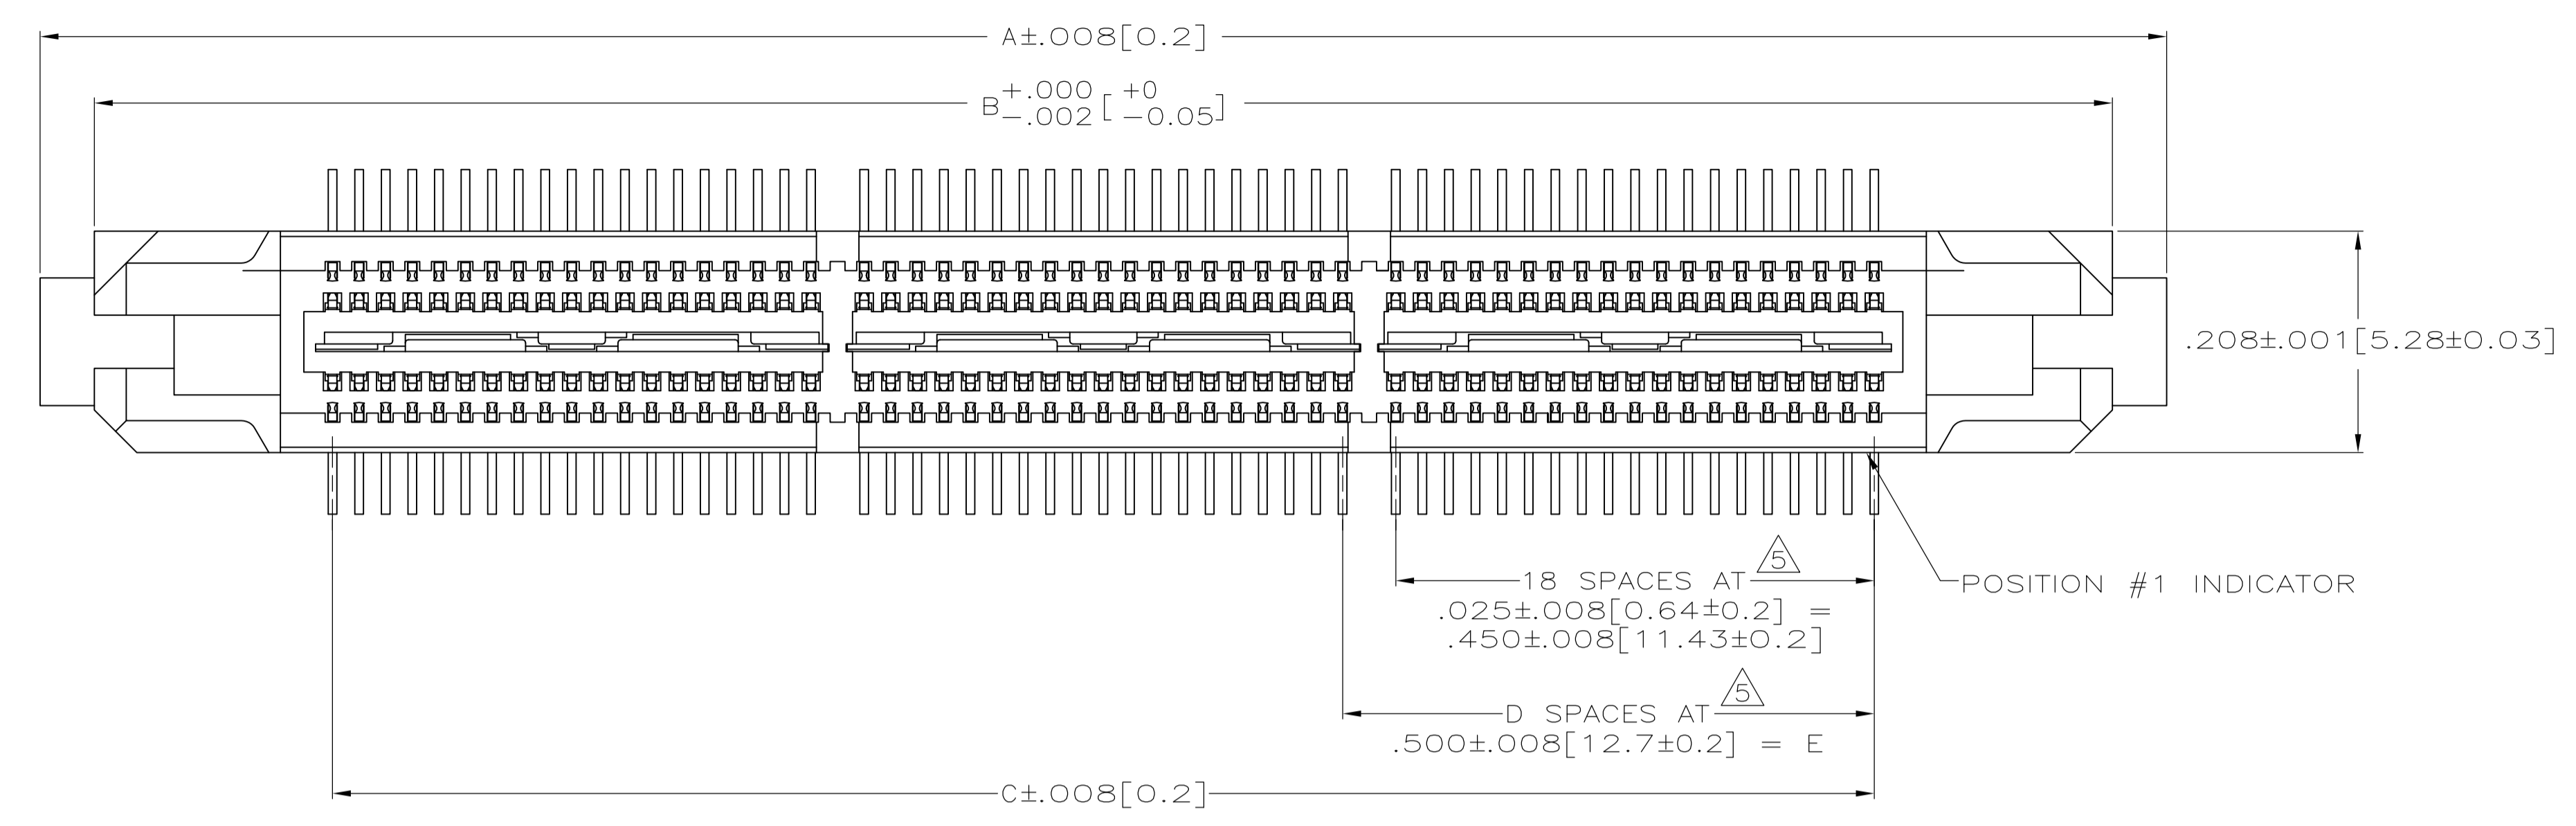 A±.008[0.2]
B +.000 -.002 [ +0 -0.05]
.208±.001[5.28±0.03]
5
18 SPACES AT
.025±.008[0.64±0.2] =
.450±.008[11.43±0.2]
POSITION #1 INDICATOR
5
D SPACES AT
.500±.008[12.7±0.2] = E
C±.008[0.2]